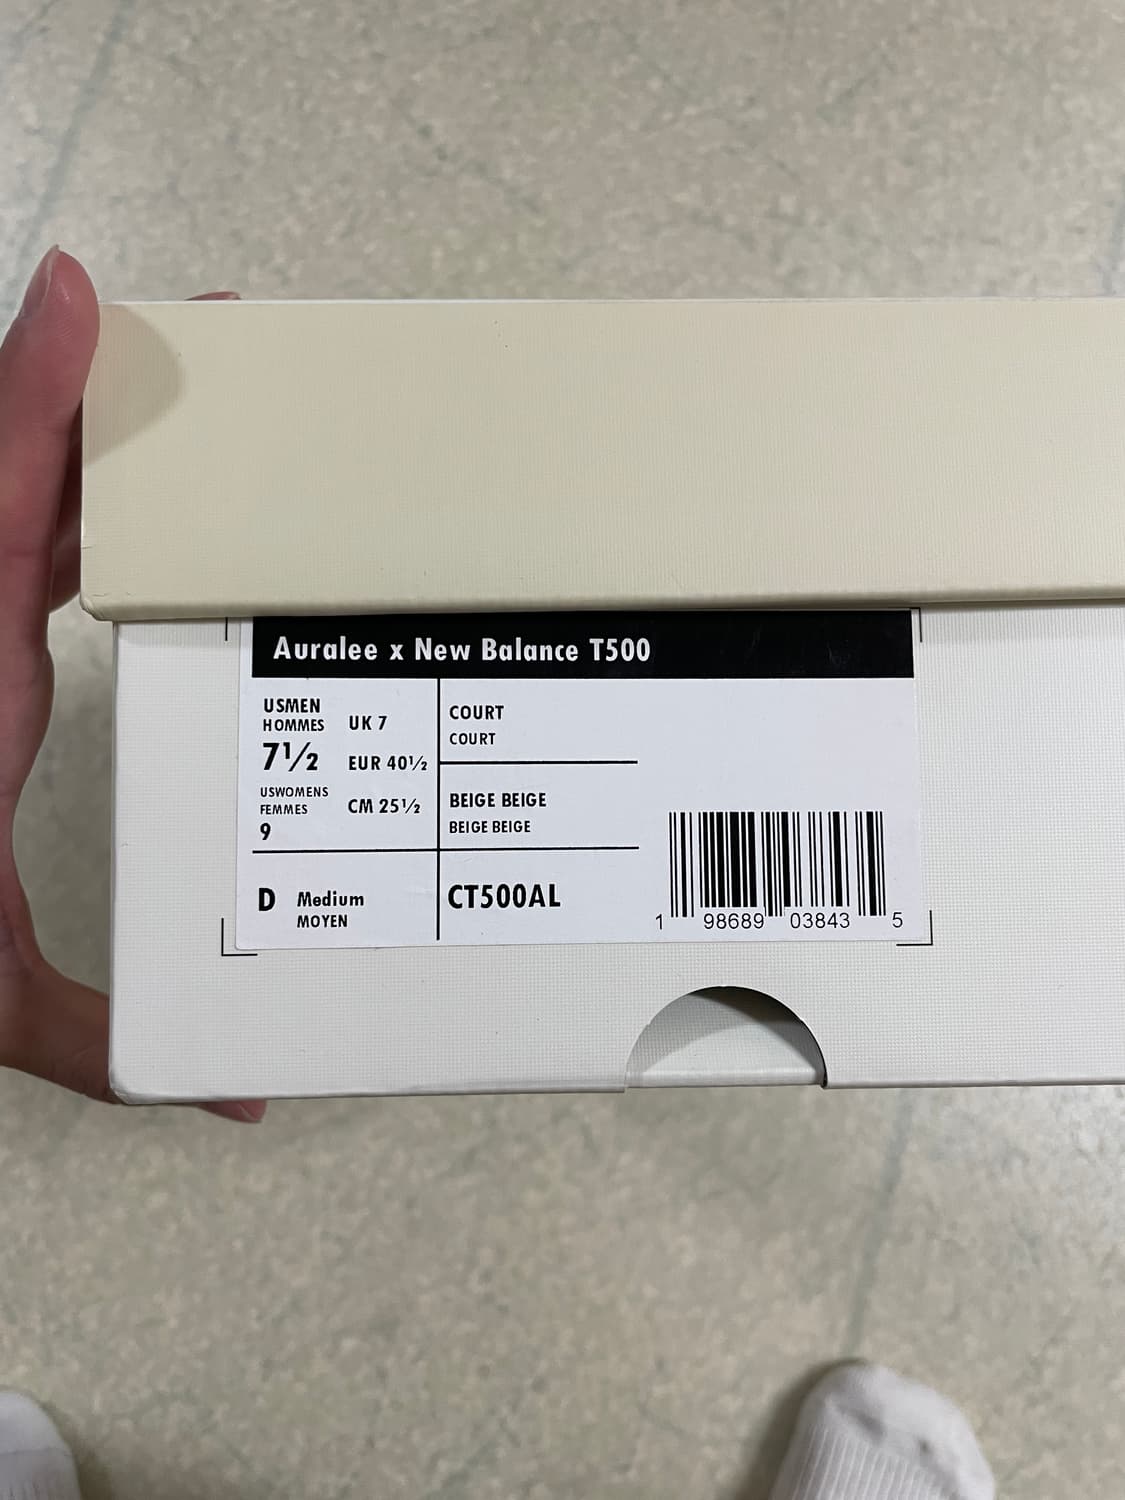 Auralee x New Balance T500
USMEN
HOMMES
7½
USWOMENS
FEMMES
9
UK 7
EUR 40½
CM 25½
COURT
COURT
BEIGE BEIGE
BEIGE BEIGE
D Medium
MOYEN
CT500AL
1 98689 03843 5